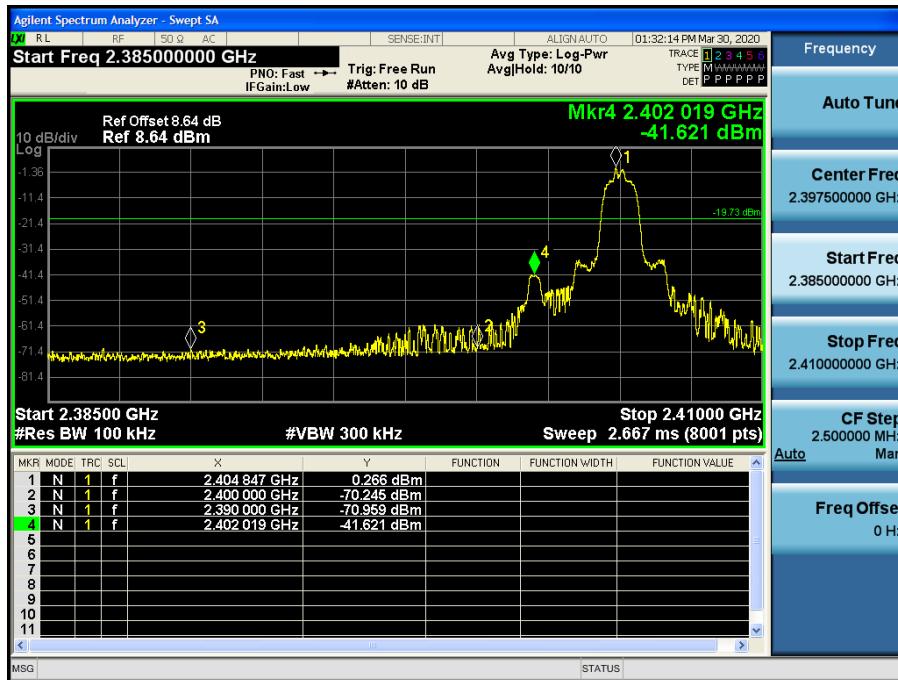 Agilent Spectrum Analyzer - Swept SA
LXI RL RF 50 Ω AC SENSE:INT ALIGN AUTO 01:32:14 PM Mar 30, 2020
Start Freq 2.385000000 GHz
PNO: Fast
IFGain:Low
Trig: Free Run
#Atten: 10 dB
Avg Type: Log-Pwr
Avg|Hold: 10/10
TRACE 1 2 3 4 5 6
TYPE M WWWWW
DET P P P P P P
Mkr4 2.402 019 GHz
-41.621 dBm
Ref Offset 8.64 dB
10 dB/div Ref 8.64 dBm
Log
1
-1.36
-11.4
-19.73 dBm
-21.4
-31.4
4
-41.4
-51.4
-61.4
3
2
-71.4
-81.4
Start 2.38500 GHz Stop 2.41000 GHz
#Res BW 100 kHz #VBW 300 kHz Sweep 2.667 ms (8001 pts)
MKR MODE TRC SCL X Y FUNCTION FUNCTION WIDTH FUNCTION VALUE
1 N 1 f 2.404 847 GHz 0.266 dBm
2 N 1 f 2.400 000 GHz -70.245 dBm
3 N 1 f 2.390 000 GHz -70.959 dBm
4 N 1 f 2.402 019 GHz -41.621 dBm
5
6
7
8
9
10
11
MSG STATUS
Frequency
Auto Tune
Center Freq
2.397500000 GHz
Start Freq
2.385000000 GHz
Stop Freq
2.410000000 GHz
CF Step
2.500000 MHz
Auto Man
Freq Offset
0 Hz